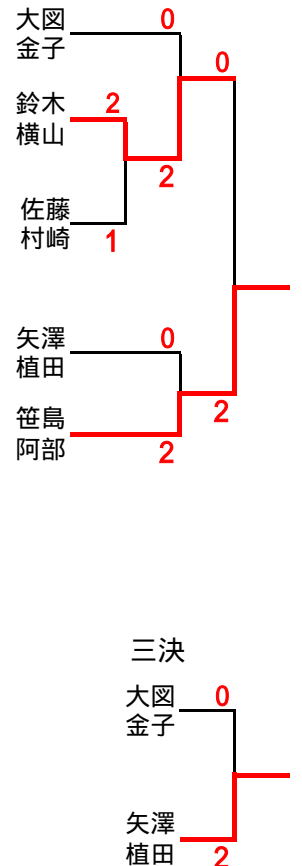 大図 0
金子
0
鈴木 2
横山
2
佐藤
村崎 1
矢澤 0
植田
笹島 2
阿部 2
三決
大図 0
金子
矢澤
植田 2